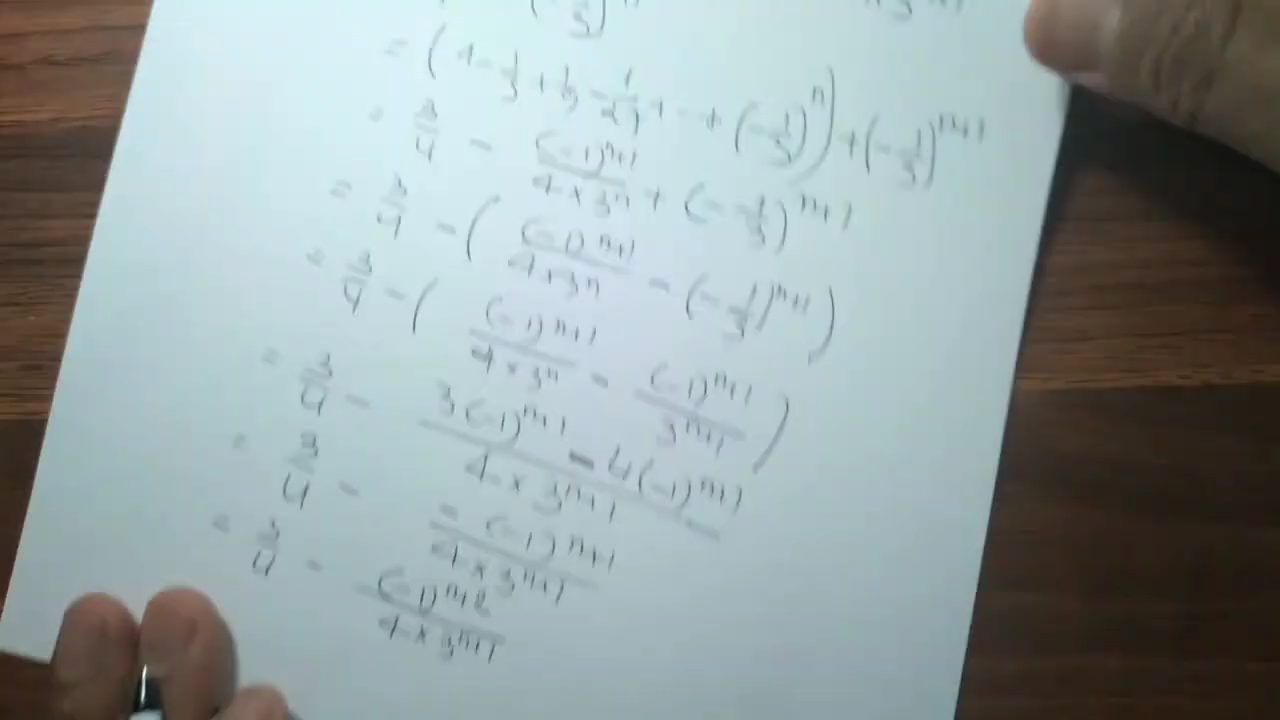 = (1 - 1/3 + 1/9 - 1/27 + ... + (-1/3)^n) + (-1/3)^n+1
= 3/4 - (-1)^n+1 / 4 × 3^n + (-1/3)^n+1
= 3/4 - ( (-1)^n+1 / 4 × 3^n - (-1/3)^n+1 )
= 3/4 - ( (-1)^n+1 / 4 × 3^n - (-1)^n+1 / 3^n+1 )
= 3/4 - 3(-1)^n+1 - 4(-1)^n+1 / 4 × 3^n+1
= 3/4 - -(-1)^n+1 / 4 × 3^n+1
= 3/4 - (-1)^n+2 / 4 × 3^n+1